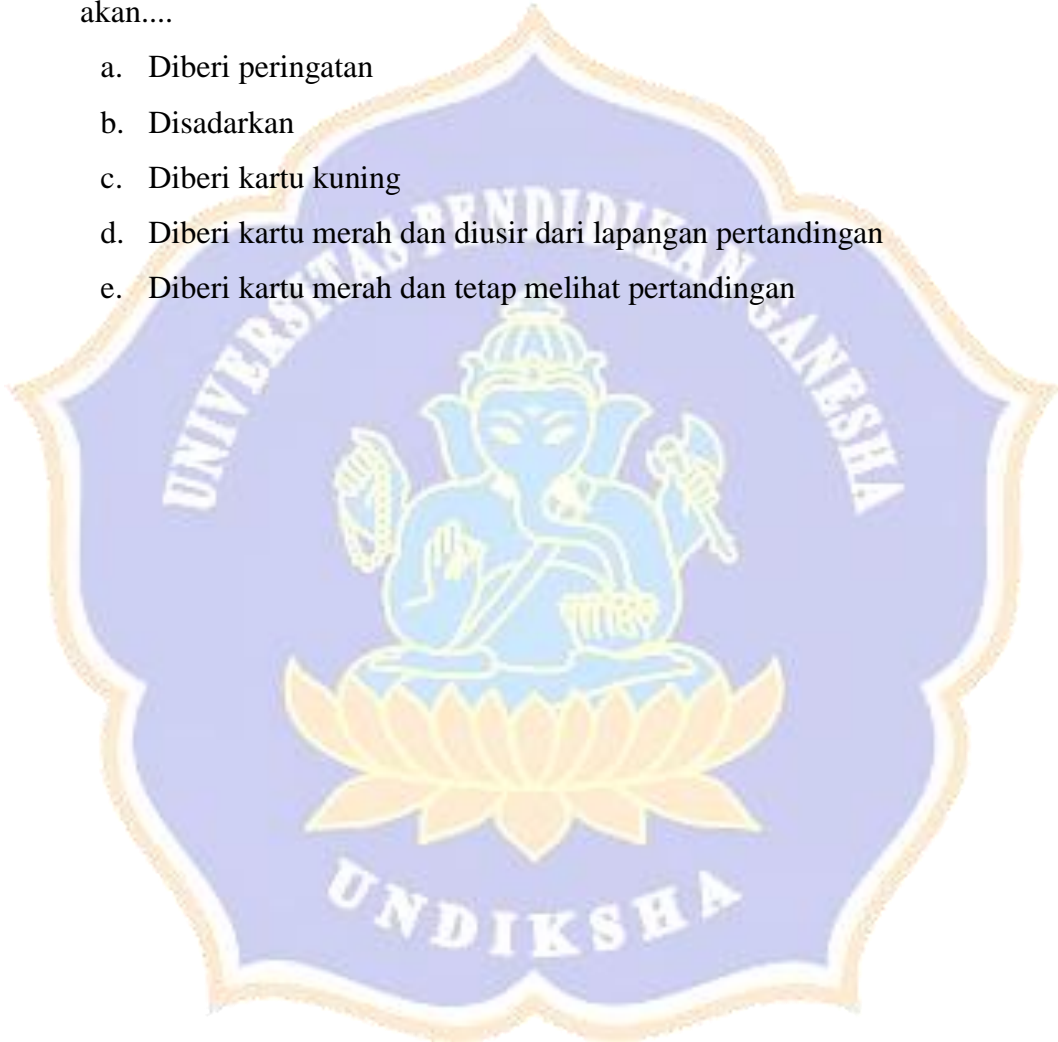 akan....
a. Diberi peringatan
b. Disadarkan
c. Diberi kartu kuning
d. Diberi kartu merah dan diusir dari lapangan pertandingan
e. Diberi kartu merah dan tetap melihat pertandingan
UNIVERSITAS PENDIDIKAN GANESHA
UNDIKSHA